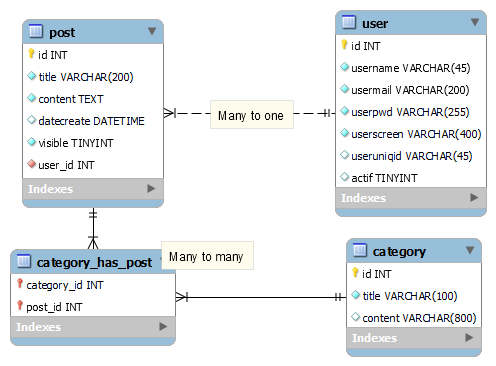 post
id INT
title VARCHAR(200)
content TEXT
datecreate DATETIME
visible TINYINT
user_id INT
Indexes
Many to one
user
id INT
username VARCHAR(45)
usermail VARCHAR(200)
userpwd VARCHAR(255)
userscreen VARCHAR(400)
useruniqid VARCHAR(45)
actif TINYINT
Indexes
category_has_post
category_id INT
post_id INT
Indexes
Many to many
category
id INT
title VARCHAR(100)
content VARCHAR(800)
Indexes